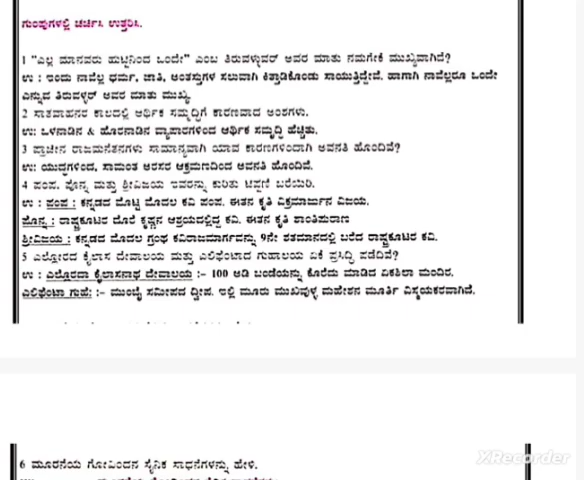 ಗುಂಪುಗಳಲ್ಲಿ ಚರ್ಚಿಸಿ ಉತ್ತರಿಸಿ.
1 "ಎಲ್ಲ ಮಾನವರು ಹುಟ್ಟಿನಿಂದ ಒಂದೇ" ಎಂಬ ತಿರುವಳ್ಳುವರ್ ಅವರ ಮಾತು ನಮಗೇಕೆ ಮುಖ್ಯವಾಗಿದೆ?
ಉ : ಇಂದು ನಾವೆಲ್ಲ ಧರ್ಮ, ಜಾತಿ, ಅಂತಸ್ತುಗಳ ಸಲುವಾಗಿ ಕಿತ್ತಾಡಿಕೊಂಡು ಸಾಯುತ್ತಿದ್ದೇವೆ. ಹಾಗಾಗಿ ನಾವೆಲ್ಲರೂ ಒಂದೇ
ಎನ್ನುವ ತಿರುವಳ್ಳರ್ ಅವರ ಮಾತು ಮುಖ್ಯ.
2 ಸಾತವಾಹನರ ಕಾಲದಲ್ಲಿ ಆರ್ಥಿಕ ಸಮೃದ್ಧಿಗೆ ಕಾರಣವಾದ ಅಂಶಗಳು.
ಉ: ಒಳನಾಡಿನ & ಹೊರನಾಡಿನ ವ್ಯಾಪಾರಗಳಿಂದ ಆರ್ಥಿಕ ಸಮೃದ್ಧಿ ಹೆಚ್ಚಿತು.
3 ಪ್ರಾಚೀನ ರಾಜಮನೆತನಗಳು ಸಾಮಾನ್ಯವಾಗಿ ಯಾವ ಕಾರಣಗಳಿಂದಾಗಿ ಅವನತಿ ಹೊಂದಿವೆ?
ಉ: ಯುದ್ಧಗಳಿಂದ, ಸಾಮಂತ ಅರಸರ ಆಕ್ರಮಣದಿಂದ ಅವನತಿ ಹೊಂದಿವೆ.
4 ಪಂಪ, ಪೊನ್ನ ಮತ್ತು ಶ್ರೀವಿಜಯ ಇವರನ್ನು ಕುರಿತು ಟಿಪ್ಪಣಿ ಬರೆಯಿರಿ.
ಉ : ಪಂಪ : ಕನ್ನಡದ ಮೊಟ್ಟ ಮೊದಲ ಕವಿ ಪಂಪ. ಈತನ ಕೃತಿ ವಿಕ್ರಮಾರ್ಜುನ ವಿಜಯ.
ಪೊನ್ನ : ರಾಷ್ಟ್ರಕೂಟರ ದೊರೆ ಕೃಷ್ಣನ ಆಶ್ರಯದಲ್ಲಿದ್ದ ಕವಿ. ಈತನ ಕೃತಿ ಶಾಂತಿಪುರಾಣ
ಶ್ರೀವಿಜಯ : ಕನ್ನಡದ ಮೊದಲ ಗ್ರಂಥ ಕವಿರಾಜಮಾರ್ಗವನ್ನು 9ನೇ ಶತಮಾನದಲ್ಲಿ ಬರೆದ ರಾಷ್ಟ್ರಕೂಟರ ಕವಿ.
5 ಎಲ್ಲೋರದ ಕೈಲಾಸ ದೇವಾಲಯ ಮತ್ತು ಎಲಿಫೆಂಟಾದ ಗುಹಾಲಯ ಏಕೆ ಪ್ರಸಿದ್ಧಿ ಪಡೆದಿವೆ?
ಉ : ಎಲ್ಲೋರದಾ ಕೈಲಾಸನಾಥ ದೇವಾಲಯ :- 100 ಅಡಿ ಬಂಡೆಯನ್ನು ಕೊರೆದು ಮಾಡಿದ ಏಕಶಿಲಾ ಮಂದಿರ.
ಎಲಿಫೆಂಟಾ ಗುಹೆ: :- ಮುಂಬೈ ಸಮೀಪದ ದ್ವೀಪ. ಇಲ್ಲಿ ಮೂರು ಮುಖವುಳ್ಳ ಮಹೇಶನ ಮೂರ್ತಿ ವಿಸ್ಮಯಕರವಾಗಿದೆ.
6 ಮೂರನೆಯ ಗೋವಿಂದನ ಸೈನಿಕ ಸಾಧನೆಗಳನ್ನು ಹೇಳಿ.
XRecorder